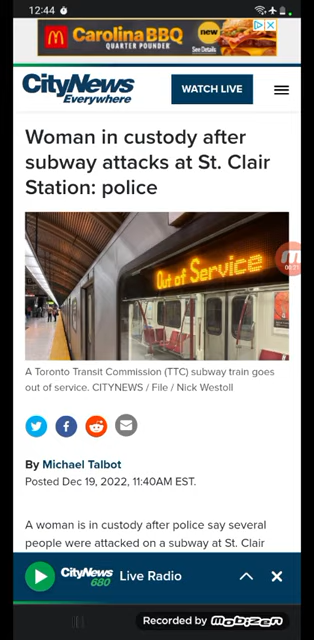 12:44
Carolina BBQ
QUARTER POUNDER
new
See Details
CityNews
Everywhere
WATCH LIVE
Woman in custody after
subway attacks at St. Clair
Station: police
Out of Service
A Toronto Transit Commission (TTC) subway train goes
out of service. CITYNEWS / File / Nick Westoll
By Michael Talbot
Posted Dec 19, 2022, 11:40AM EST.
A woman is in custody after police say several
people were attacked on a subway at St. Clair
CityNews
680
Live Radio
Recorded by Mobizen